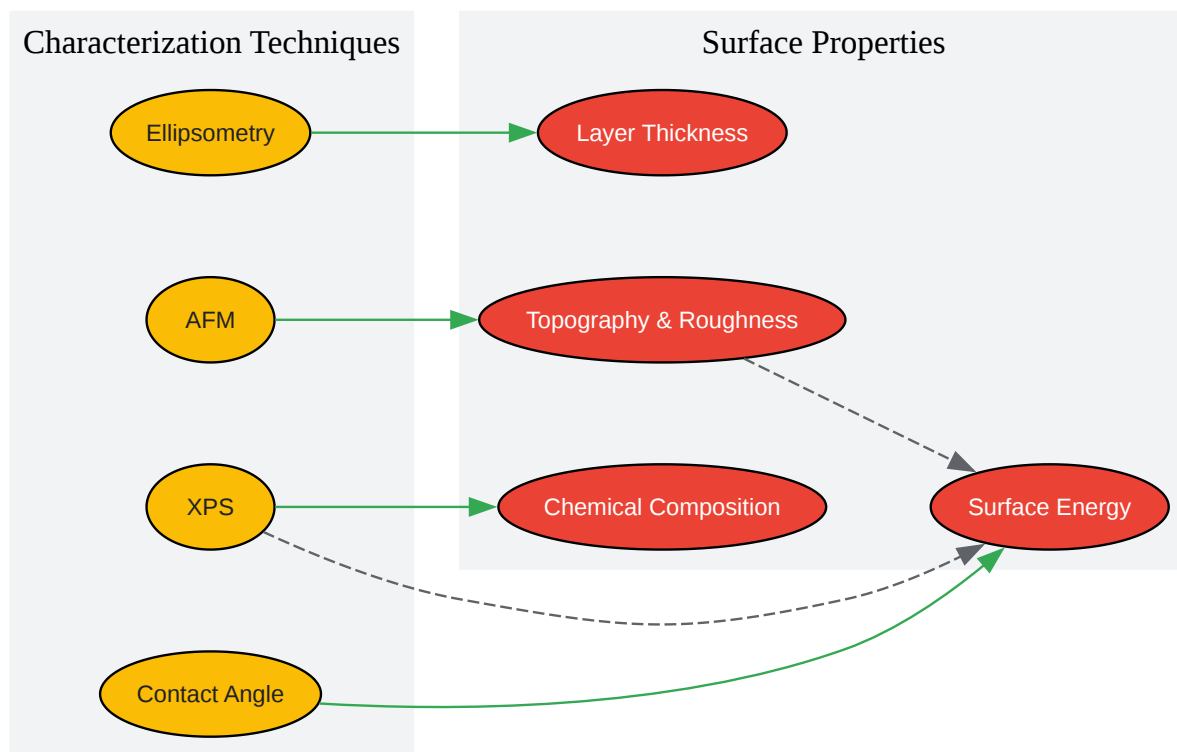 Characterization Techniques
Surface Properties
Ellipsometry
Layer Thickness
AFM
Topography & Roughness
XPS
Chemical Composition
Surface Energy
Contact Angle